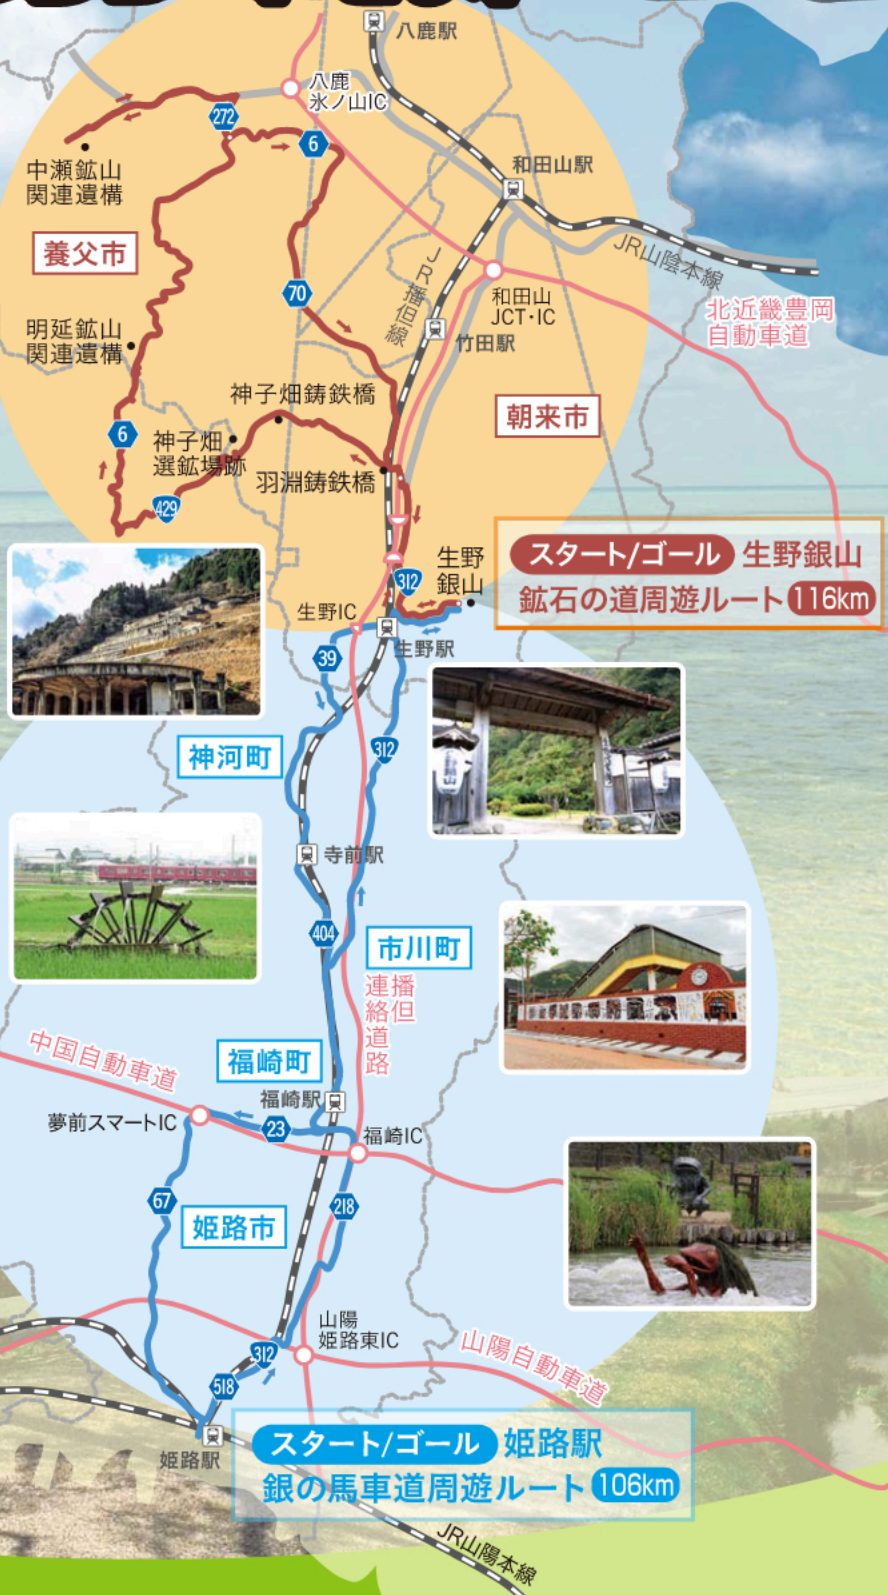 八鹿駅
八鹿
氷ノ山IC
272
6
中瀬鉱山
関連遺構
和田山駅
養父市
JR播但線
JR山陰本線
70
和田山
JCT・IC
北近畿豊岡
自動車道
明延鉱山
関連遺構
竹田駅
神子畑鋳鉄橋
朝来市
6
神子畑
選鉱場跡
羽淵鋳鉄橋
429
スタート/ゴール 生野銀山
鉱石の道周遊ルート 116km
生野
銀山
312
生野IC
生野駅
39
神河町
312
寺前駅
404
市川町
播但
連絡道路
中国自動車道
福崎町
福崎駅
夢前スマートIC
23
福崎IC
67
218
姫路市
山陽
姫路東IC
312
山陽自動車道
518
姫路駅
スタート/ゴール 姫路駅
銀の馬車道周遊ルート 106km
JR山陽本線